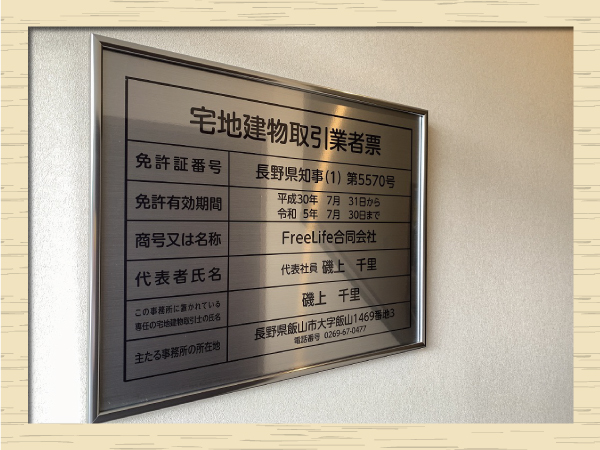 宅地建物取引業者票
免許証番号 長野県知事(1) 第5570号
免許有効期間 平成30年 7月 31日から
令和 5年 7月 30日まで
商号又は名称 FreeLife合同会社
代表者氏名 代表社員 磯上 千里
この事務所に置かれている
専任の宅地建物取引士の氏名 磯上 千里
主たる事務所の所在地 長野県飯山市大字飯山1469番地3
電話番号 0269-67-0477